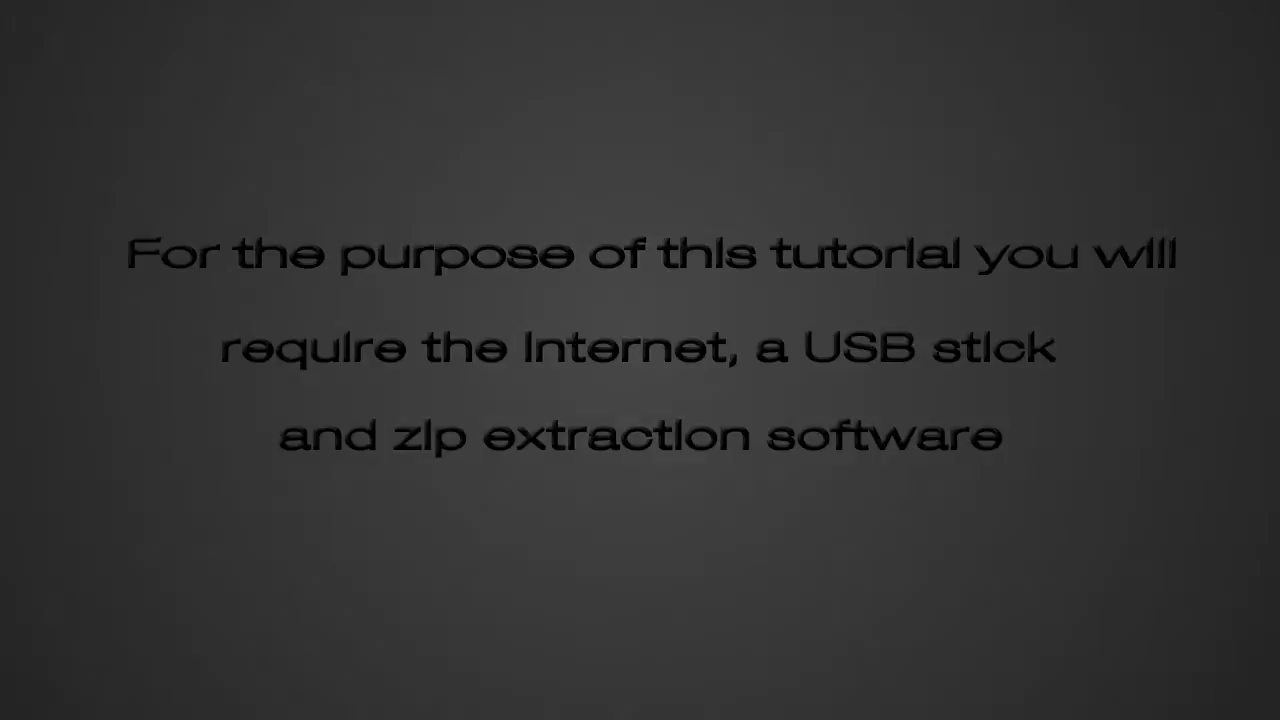 For the purpose of this tutorial you will
require the internet, a USB stick
and zip extraction software